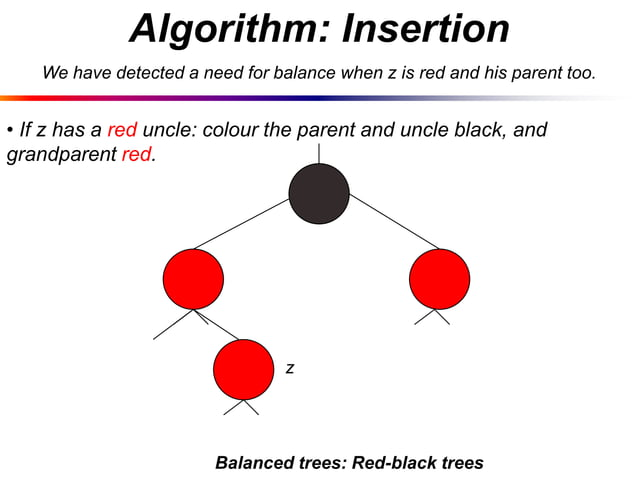 Algorithm: Insertion
We have detected a need for balance when z is red and his parent too.
• If z has a red uncle: colour the parent and uncle black, and
grandparent red.
z
Balanced trees: Red-black trees